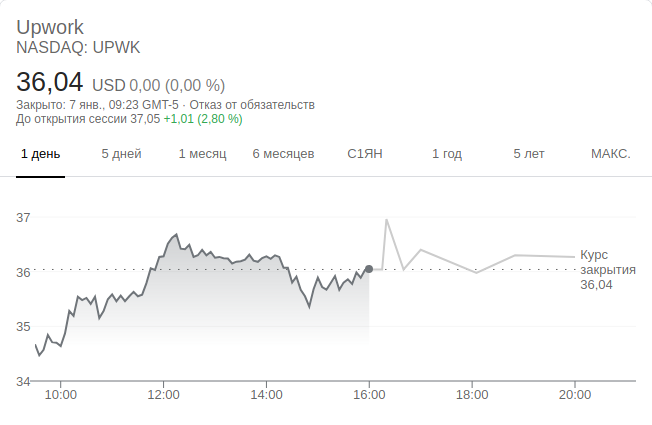 Upwork
NASDAQ: UPWK
36,04 USD 0,00 (0,00 %)
Закрыто: 7 янв., 09:23 GMT-5 · Отказ от обязательств
До открытия сессии 37,05 +1,01 (2,80 %)
1 день 5 дней 1 месяц 6 месяцев С1ЯН 1 год 5 лет МАКС.
37
36
35
34
Курс
закрытия
36,04
10:00 12:00 14:00 16:00 18:00 20:00